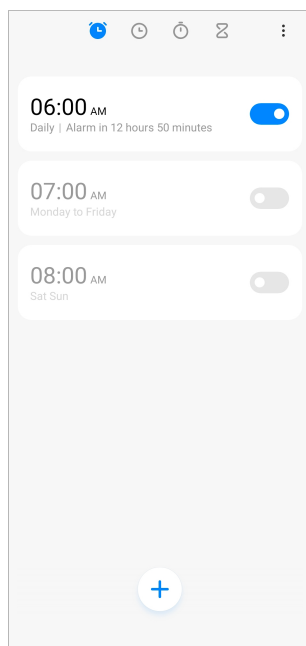 06:00 AM
Daily | Alarm in 12 hours 50 minutes
07:00 AM
Monday to Friday
08:00 AM
Sat Sun